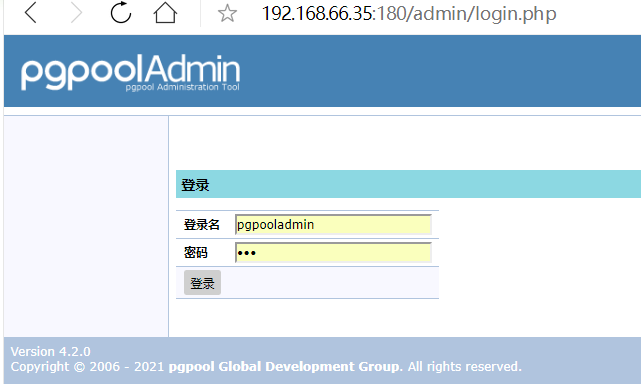 192.168.66.35:180/admin/login.php
pgpoolAdmin
pgpool Administration Tool
登录
登录名 pgpooladmin
密码 •••
登录
Version 4.2.0
Copyright © 2006 - 2021 pgpool Global Development Group. All rights reserved.